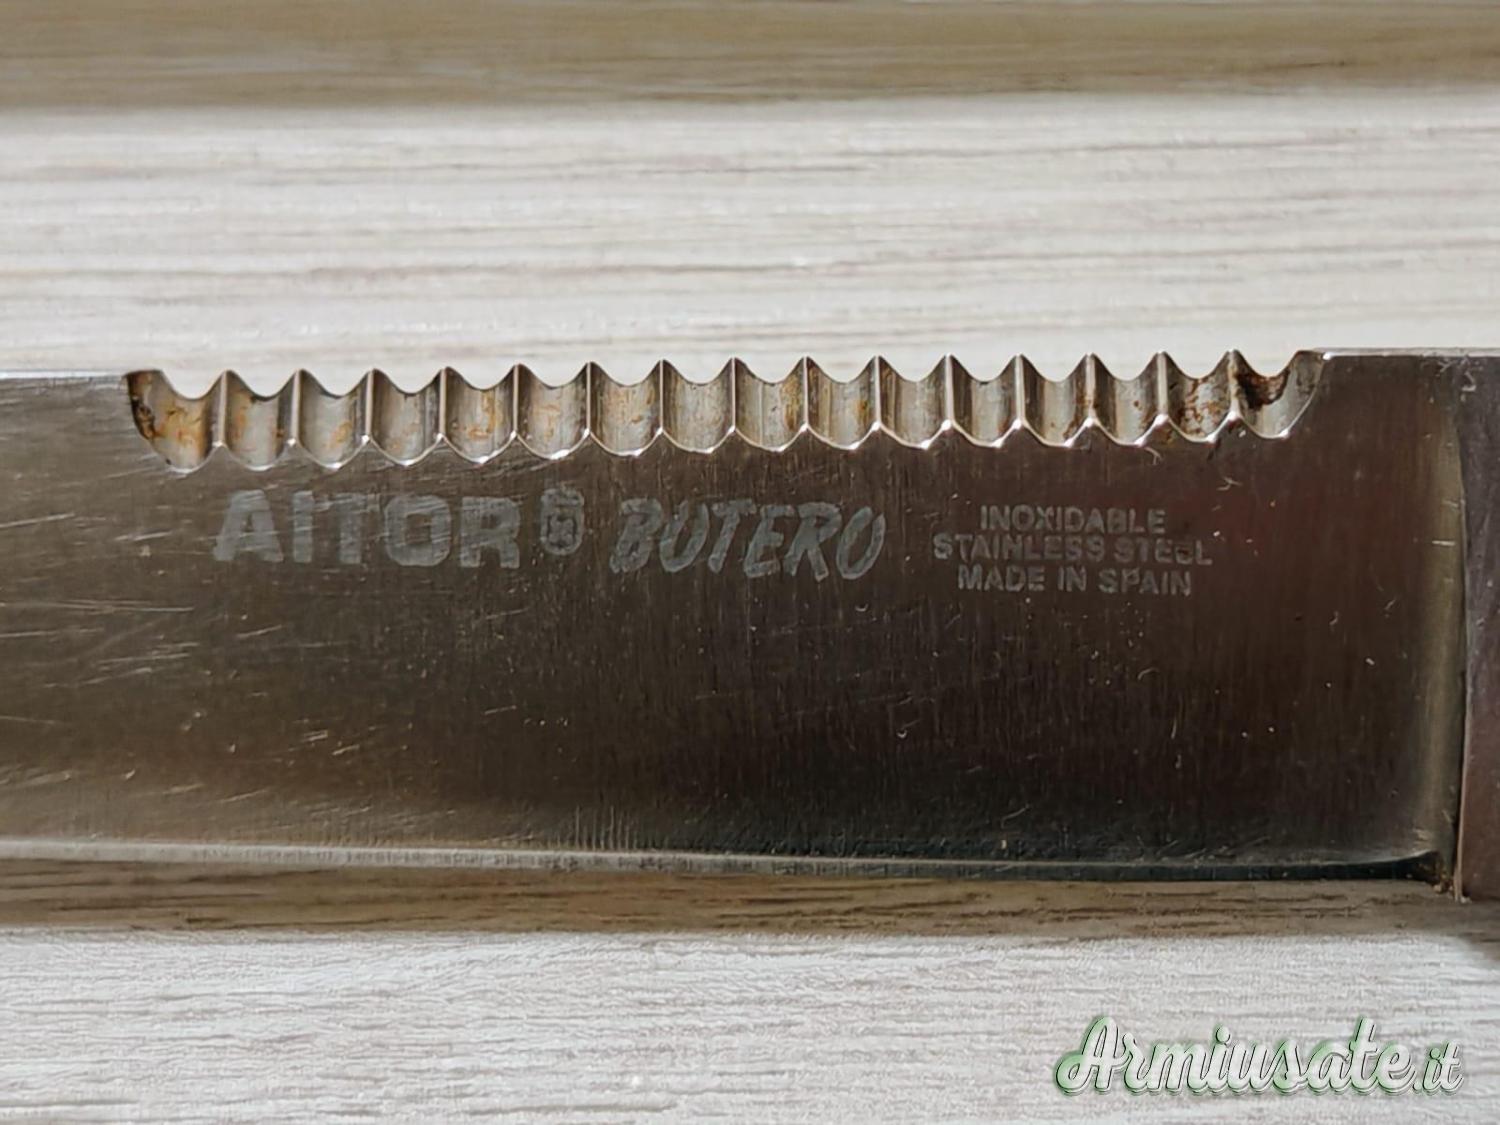 AITOR BUTERO
INOXIDABLE
STAINLESS STEEL
MADE IN SPAIN
Armiusate.it